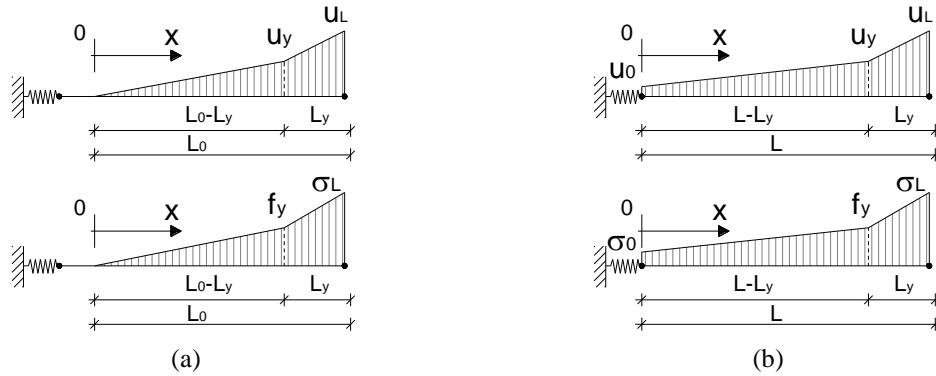 0 x uy uL
L0-Ly Ly
L0
0 x fy σL
L0-Ly Ly
L0
(a)
u0 0 x uy uL
L-Ly Ly
L
σ0 0 x fy σL
L-Ly Ly
L
(b)